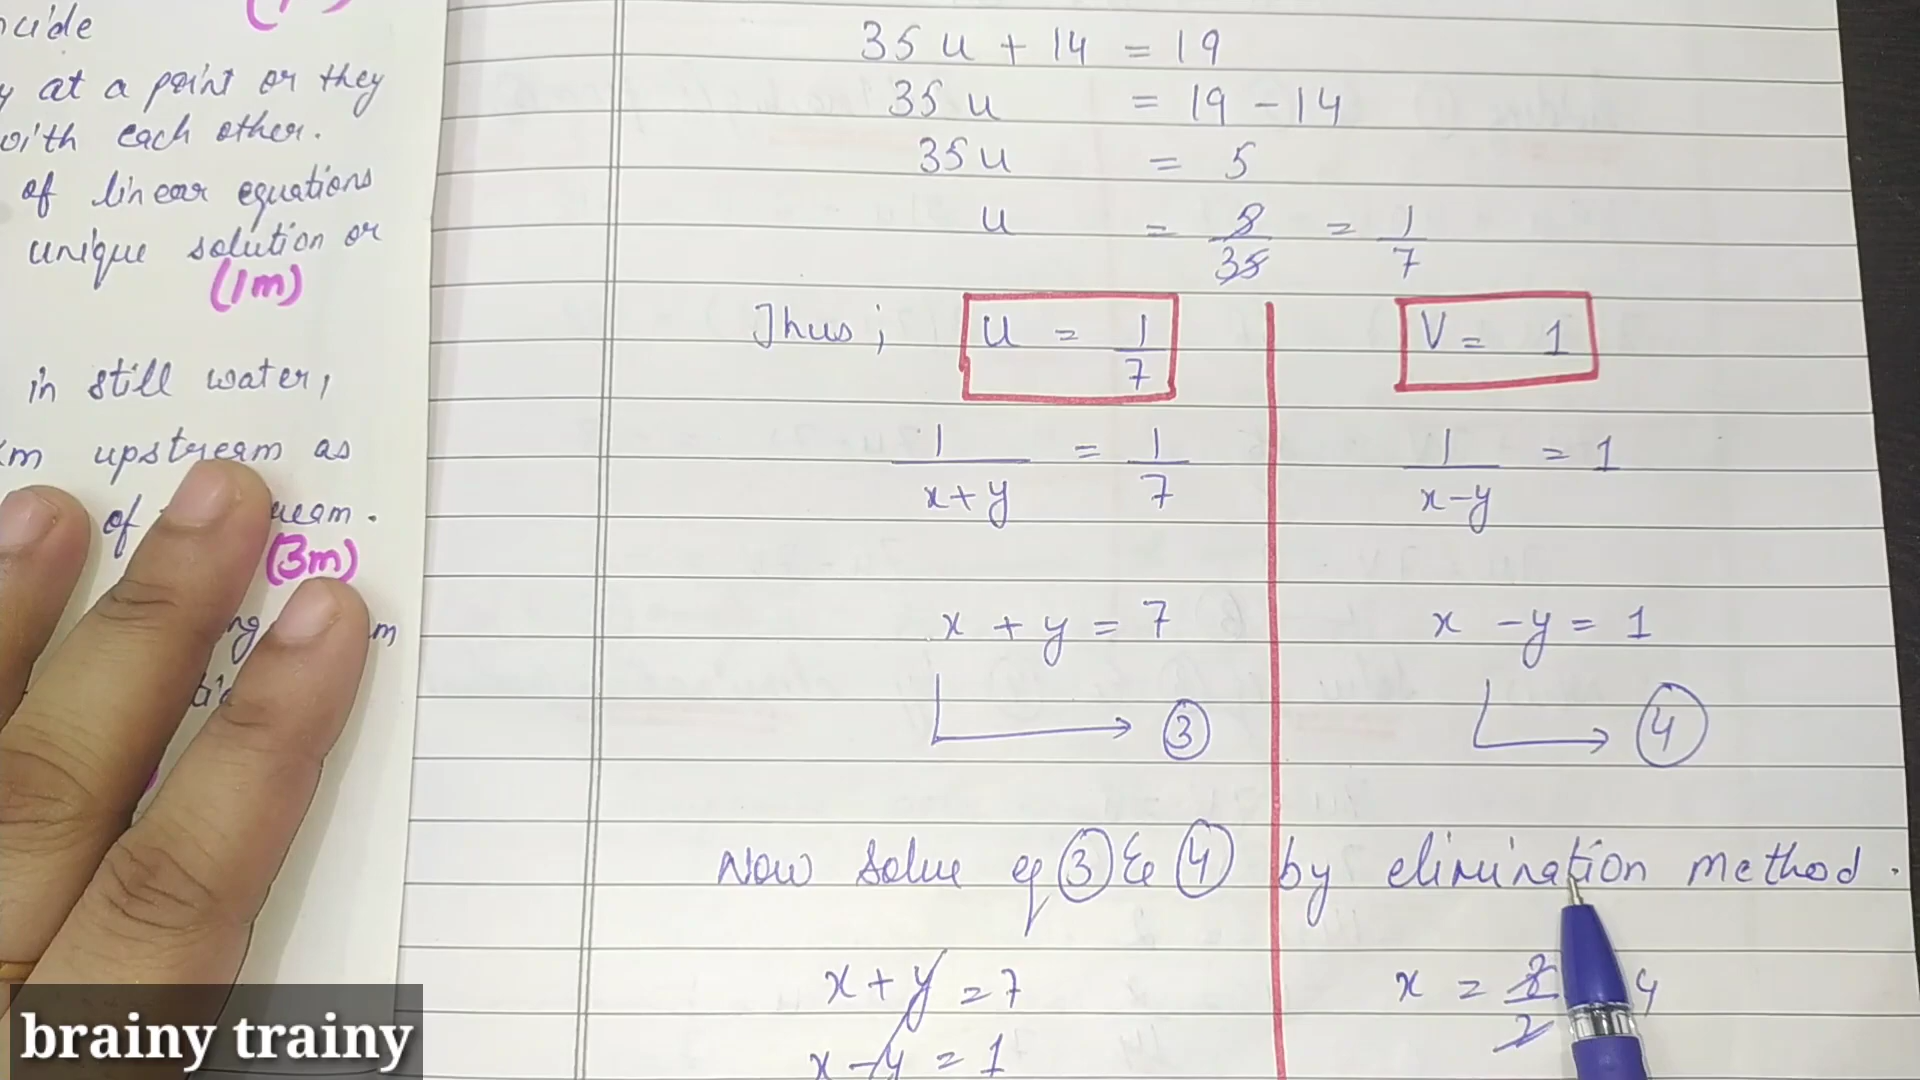 cide
y at a point or they
with each other.
of linear equations
unique solution or
(1m)
in still water,
m upstream as
of
(3m)
m
35u + 14 = 19
35u = 19 - 14
35u = 5
u = 5/35 = 1/7
Thus; u = 1/7 V = 1
1/(x+y) = 1/7 1/(x-y) = 1
x + y = 7 x - y = 1
③ ④
Now solve eq ③ & ④ by elimination method.
x + y = 7 x = 8/2 4
x - y = 1
brainy trainy